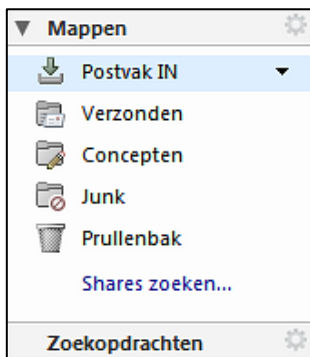 Mappen
Postvak IN
Verzonden
Concepten
Junk
Prullenbak
Shares zoeken...
Zoekopdrachten